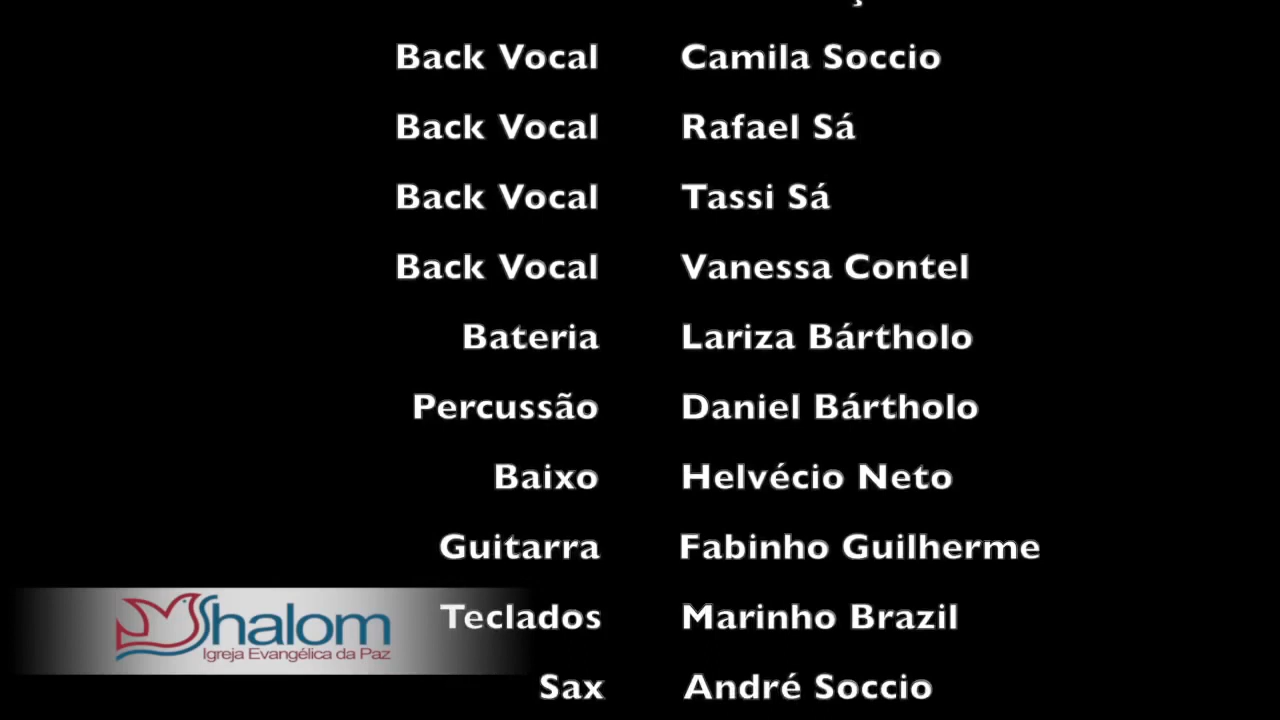 Back Vocal Camila Soccio
Back Vocal Rafael Sá
Back Vocal Tassi Sá
Back Vocal Vanessa Contel
Bateria Lariza Bártholo
Percussão Daniel Bártholo
Baixo Helvécio Neto
Guitarra Fabinho Guilherme
Teclados Marinho Brazil
Shalom
Igreja Evangélica da Paz
Sax André Soccio